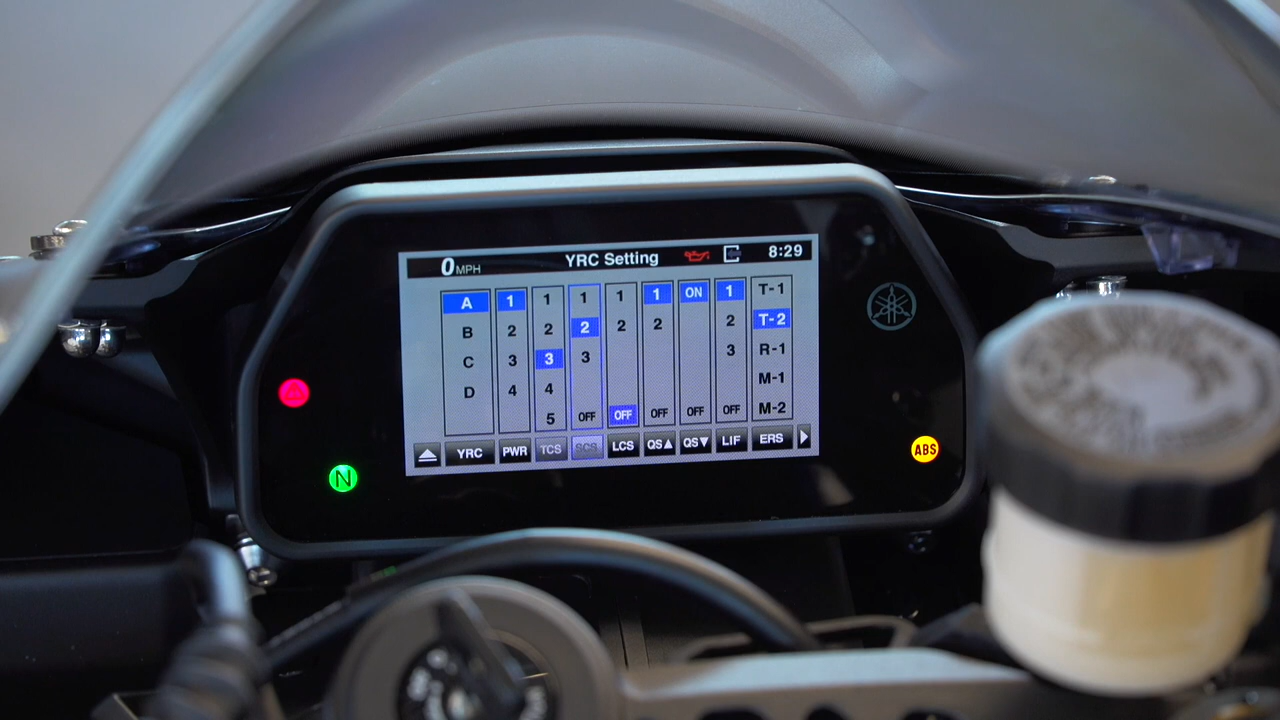 0 MPH YRC Setting 8:29
A 1 1 1 1 1 ON 1 T-1
B 2 2 2 2 2 2 T-2
C 3 3 3 3 R-1
D 4 4 M-1
5 OFF OFF OFF OFF OFF M-2
YRC PWR TCS SCS LCS QS▲ QS▼ LIF ERS
N
ABS